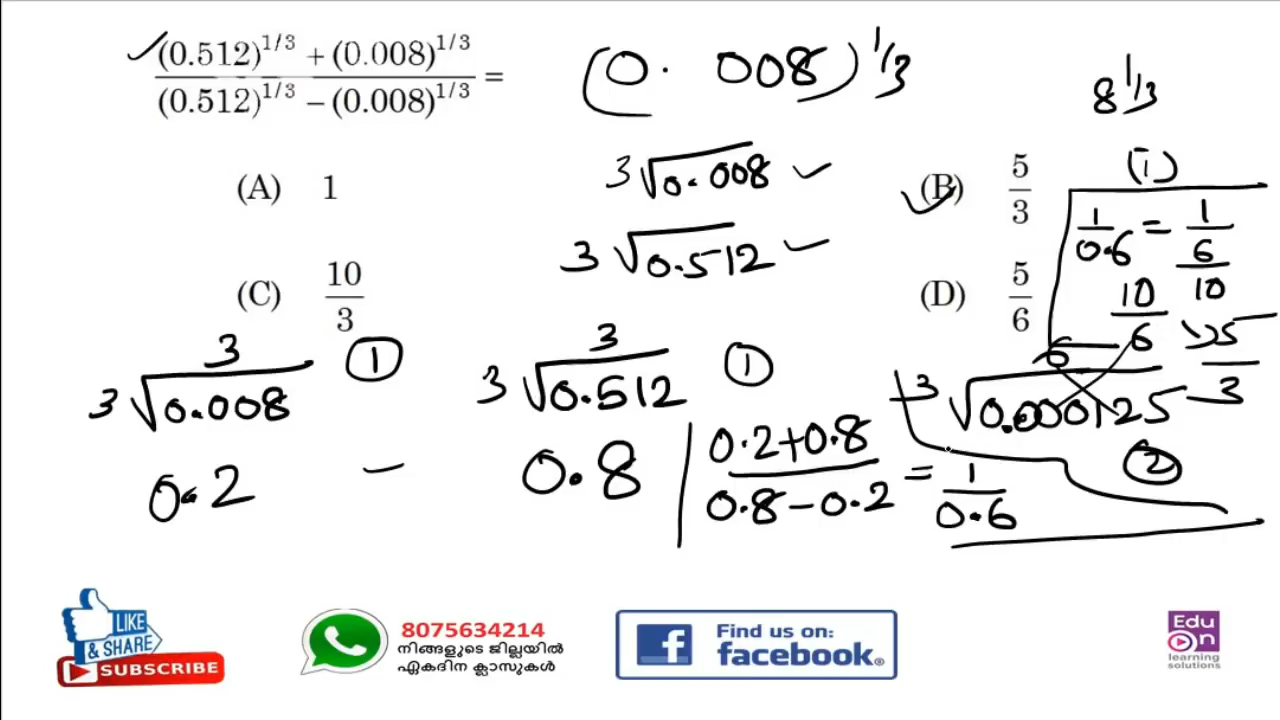 (0.512)^1/3 + (0.008)^1/3
(0.512)^1/3 − (0.008)^1/3 =
(0.008)^1/3
8^1/3
(A) 1
3√0.008
(B) 5/3
(1)
3√0.512
1/0.6 = 1/6/10
10/6
5/3
(C) 10/3
(D) 5/6
3
3√0.008
1
0.2
3
3√0.512
1
0.8
0.2+0.8
0.8−0.2
= 1/0.6
6
3√0.000125
2
LIKE
& SHARE
SUBSCRIBE
8075634214
നിങ്ങളുടെ ജില്ലയിൽ
ഏകദിന ക്ലാസുകൾ
Find us on:
facebook®
Edu
On
learning
solutions